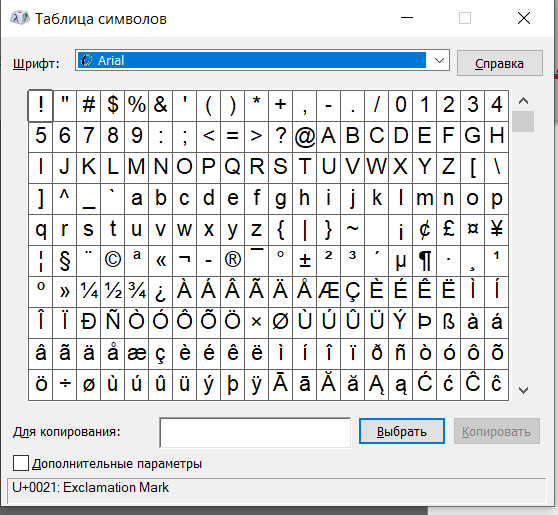 Таблица символов
Шрифт: Arial Справка
! " # $ % & ' ( ) * + , - . / 0 1 2 3 4
5 6 7 8 9 : ; < = > ? @ A B C D E F G H
I J K L M N O P Q R S T U V W X Y Z [ \
] ^ _ ` a b c d e f g h i j k l m n o p
q r s t u v w x y z { | } ~ ¡ ¢ £ ¤ ¥
¦ § ¨ © ª « ¬ - ® ¯ ° ± ² ³ ´ µ ¶ · ¸ ¹
º » ¼ ½ ¾ ¿ À Á Â Ã Ä Å Æ Ç È É Ê Ë Ì Í
Î Ï Ð Ñ Ò Ó Ô Õ Ö × Ø Ù Ú Û Ü Ý Þ ß à á
â ã ä å æ ç è é ê ë ì í î ï ð ñ ò ó ô õ
ö ÷ ø ù ú û ü ý þ ÿ Ā ā Ă ă Ą ą Ć ć Ĉ ĉ
Для копирования: Выбрать Копировать
Дополнительные параметры
U+0021: Exclamation Mark